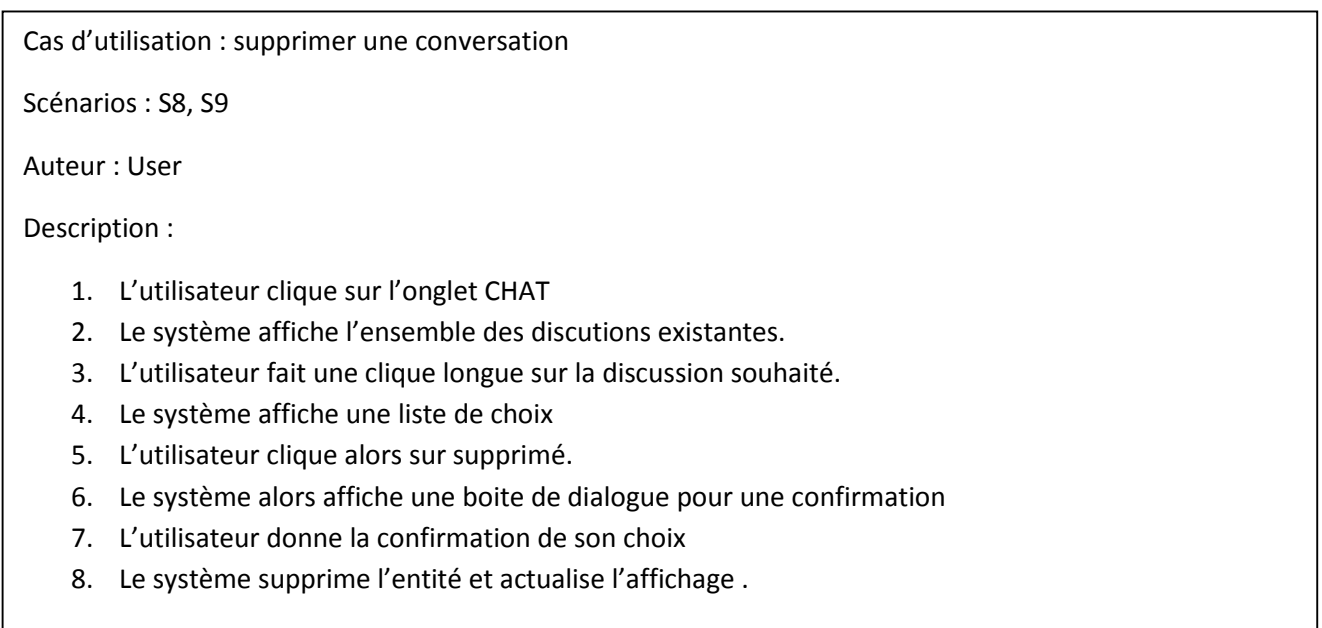 Cas d’utilisation : supprimer une conversation
Scénarios : S8, S9
Auteur : User
Description :
1. L’utilisateur clique sur l’onglet CHAT
2. Le système affiche l’ensemble des discutions existantes.
3. L’utilisateur fait une clique longue sur la discussion souhaité.
4. Le système affiche une liste de choix
5. L’utilisateur clique alors sur supprimé.
6. Le système alors affiche une boite de dialogue pour une confirmation
7. L’utilisateur donne la confirmation de son choix
8. Le système supprime l’entité et actualise l’affichage .